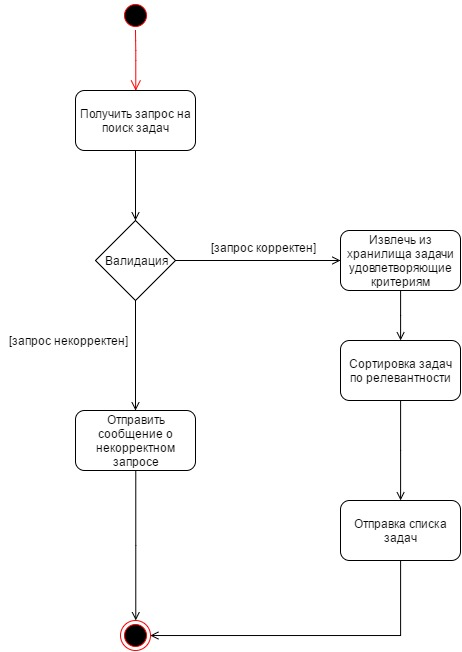 Получить запрос на
поиск задач
Валидация
[запрос корректен]
Извлечь из
хранилища задачи
удовлетворяющие
критериям
[запрос некорректен]
Сортировка задач
по релевантности
Отправить
сообщение о
некорректном
запросе
Отправка списка
задач